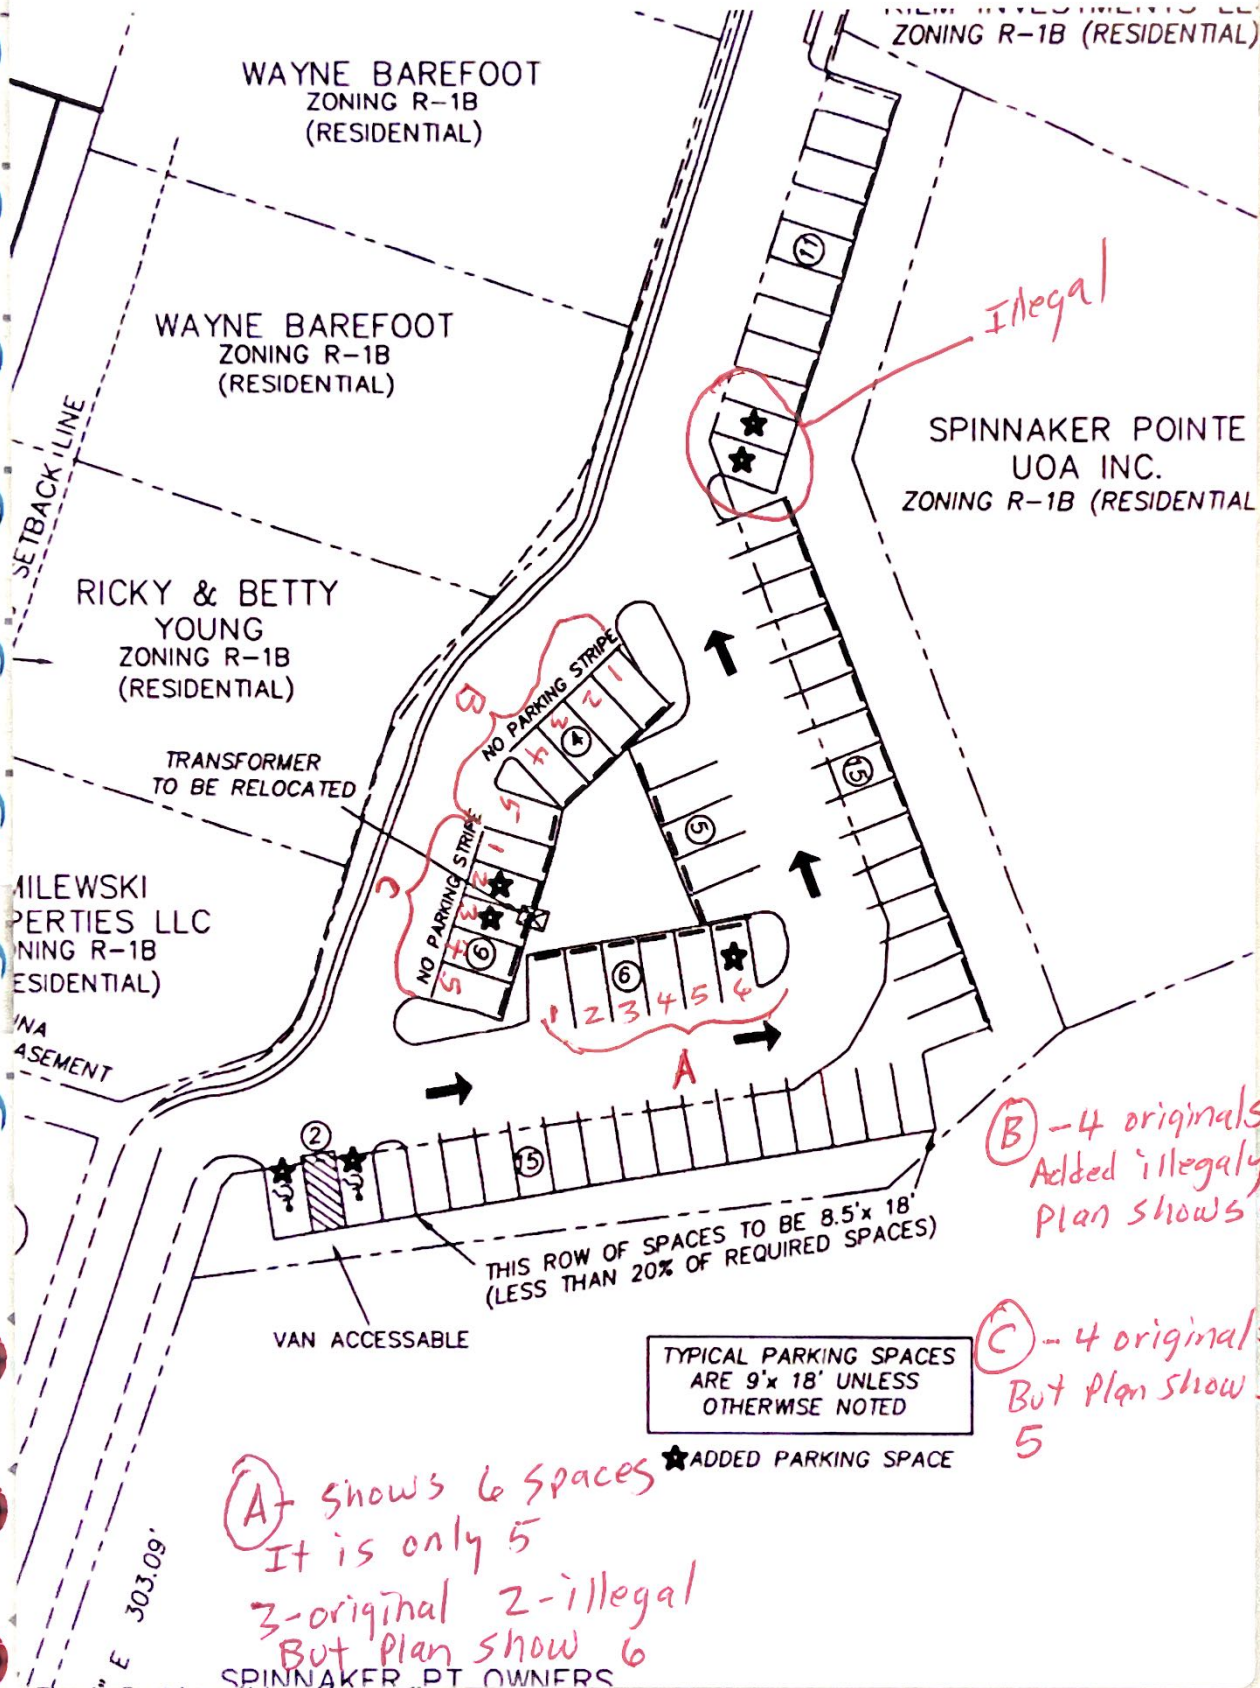 ZONING R-1B (RESIDENTIAL)
WAYNE BAREFOOT
ZONING R-1B
(RESIDENTIAL)
11
Illegal
WAYNE BAREFOOT
ZONING R-1B
(RESIDENTIAL)
SETBACK LINE
SPINNAKER POINTE
UOA INC.
ZONING R-1B (RESIDENTIAL
RICKY & BETTY
YOUNG
ZONING R-1B
(RESIDENTIAL)
B
NO PARKING STRIPE
1
2
3
4
4
5
TRANSFORMER
TO BE RELOCATED
15
5
C
NO PARKING STRIPE
1
2
3
4
5
6
MILEWSKI
PERTIES LLC
NING R-1B
ESIDENTIAL)
6
1 2 3 4 5 6
A
NA
ASEMENT
2
15
THIS ROW OF SPACES TO BE 8.5'x 18'
(LESS THAN 20% OF REQUIRED SPACES)
VAN ACCESSABLE
B - 4 originals
Added illegaly
Plan shows
TYPICAL PARKING SPACES
ARE 9'x 18' UNLESS
OTHERWISE NOTED
★ADDED PARKING SPACE
C - 4 original
But Plan show
5
A - shows 6 spaces
It is only 5
3-original 2-illegal
But Plan show 6
" E 303.09'
SPINNAKER PT OWNERS